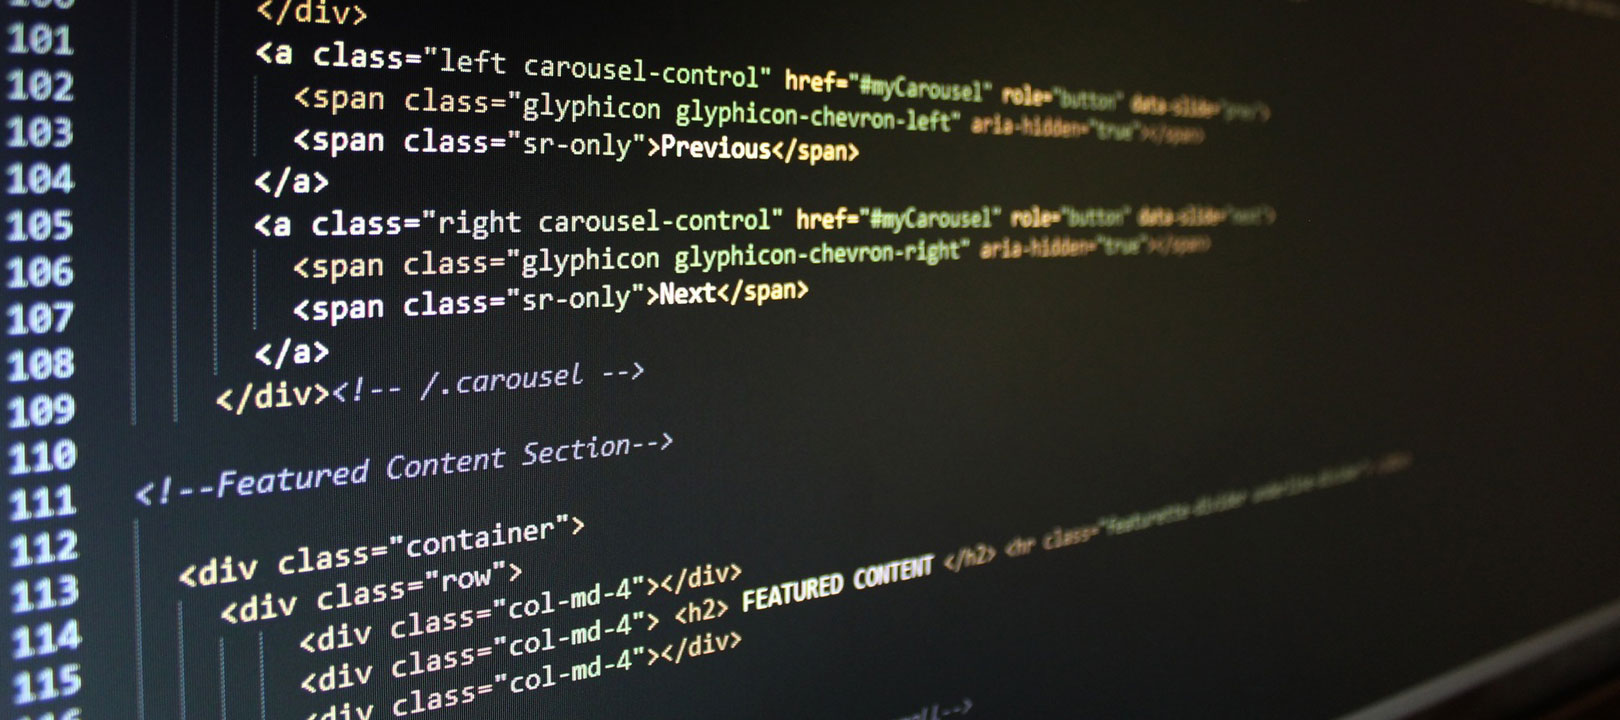 </div>
101 <a class="left carousel-control" href="#myCarousel" role="button" data-slide="prev">
102 <span class="glyphicon glyphicon-chevron-left" aria-hidden="true"></span>
103 <span class="sr-only">Previous</span>
104 </a>
105 <a class="right carousel-control" href="#myCarousel" role="button" data-slide="next">
106 <span class="glyphicon glyphicon-chevron-right" aria-hidden="true"></span>
107 <span class="sr-only">Next</span>
108 </a>
109 </div><!-- /.carousel -->
110
111 <!--Featured Content Section-->
112
113 <div class="container">
114 <div class="row">
115 <div class="col-md-4"></div>
<div class="col-md-4"> <h2> FEATURED CONTENT </h2> <hr class="featurette-divider
<div class="col-md-4"></div>